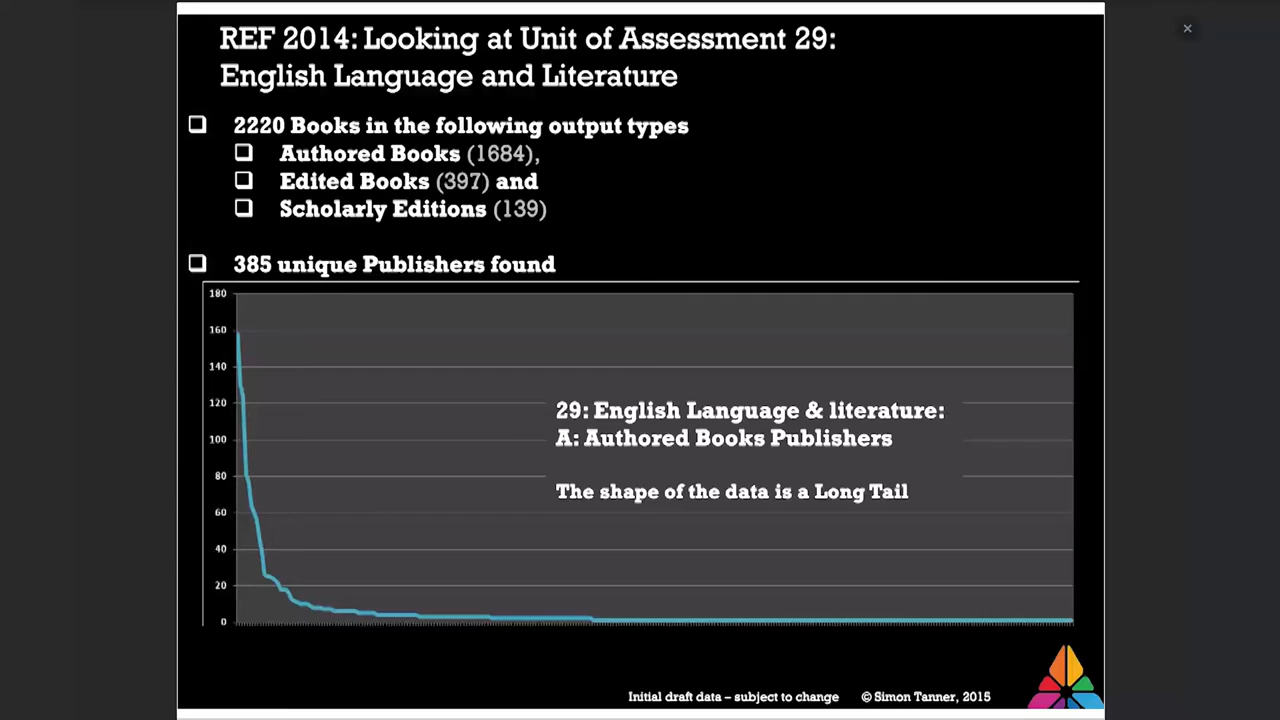 REF 2014: Looking at Unit of Assessment 29:
English Language and Literature
2220 Books in the following output types
Authored Books (1684),
Edited Books (397) and
Scholarly Editions (139)
385 unique Publishers found
180
160
140
120
100
80
60
40
20
0
29: English Language & literature:
A: Authored Books Publishers
The shape of the data is a Long Tail
Initial draft data – subject to change © Simon Tanner, 2015